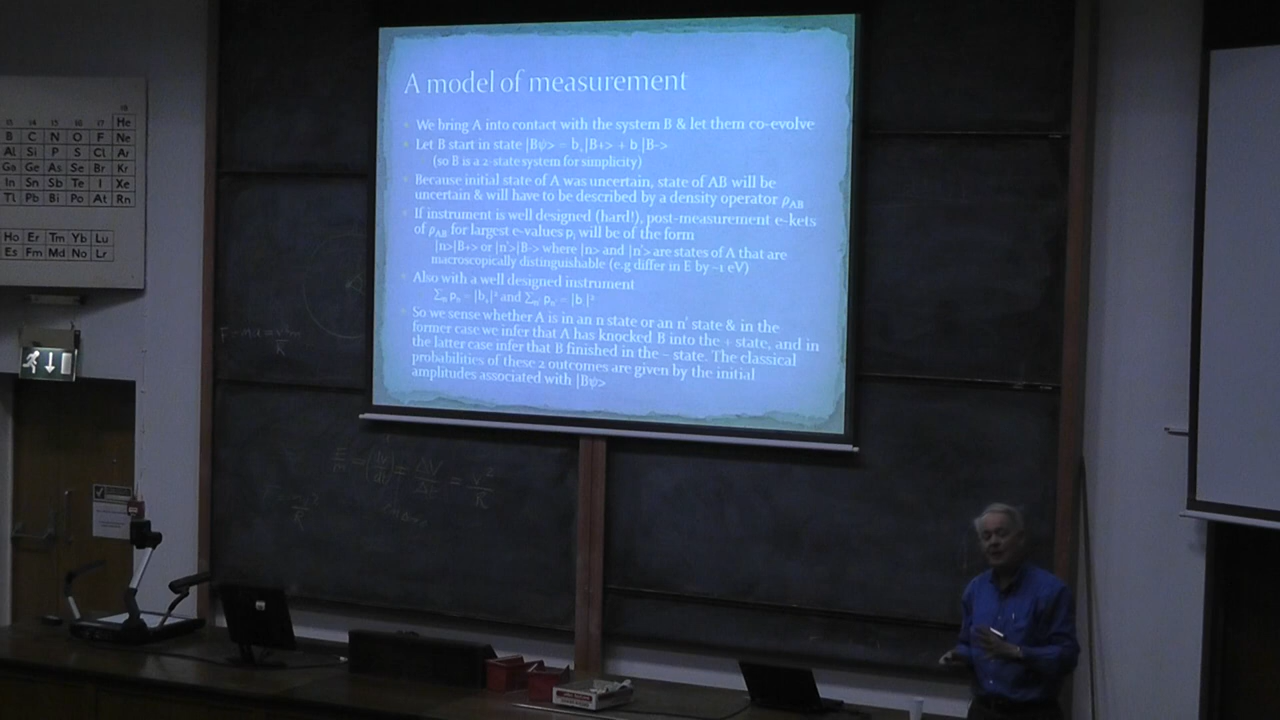 A model of measurement
We bring A into contact with the system B & let them co-evolve
Let B start in state |Bψ> = b₊|B+> + b₋|B->
(so B is a 2-state system for simplicity)
Because initial state of A was uncertain, state of AB will be
uncertain & will have to be described by a density operator ρAB
If instrument is well designed (hard!), post-measurement e-kets
of ρAB for largest e-values pᵢ will be of the form
|n>|B+> or |n'>|B-> where |n> and |n'> are states of A that are
macroscopically distinguishable (e.g differ in E by ~1 eV)
Also with a well designed instrument
∑ₙ pₙ = |b₊|² and ∑ₙ' pₙ' = |b₋|²
So we sense whether A is in an n state or an n' state & in the
former case we infer that A has knocked B into the + state, and in
the latter case infer that B finished in the – state. The classical
probabilities of these 2 outcomes are given by the initial
amplitudes associated with |Bψ>
18
13 14 15 16 17 He
B C N O F Ne
Al Si P S Cl Ar
Ga Ge As Se Br Kr
In Sn Sb Te I Xe
Tl Pb Bi Po At Rn
Ho Er Tm Yb Lu
Es Fm Md No Lr